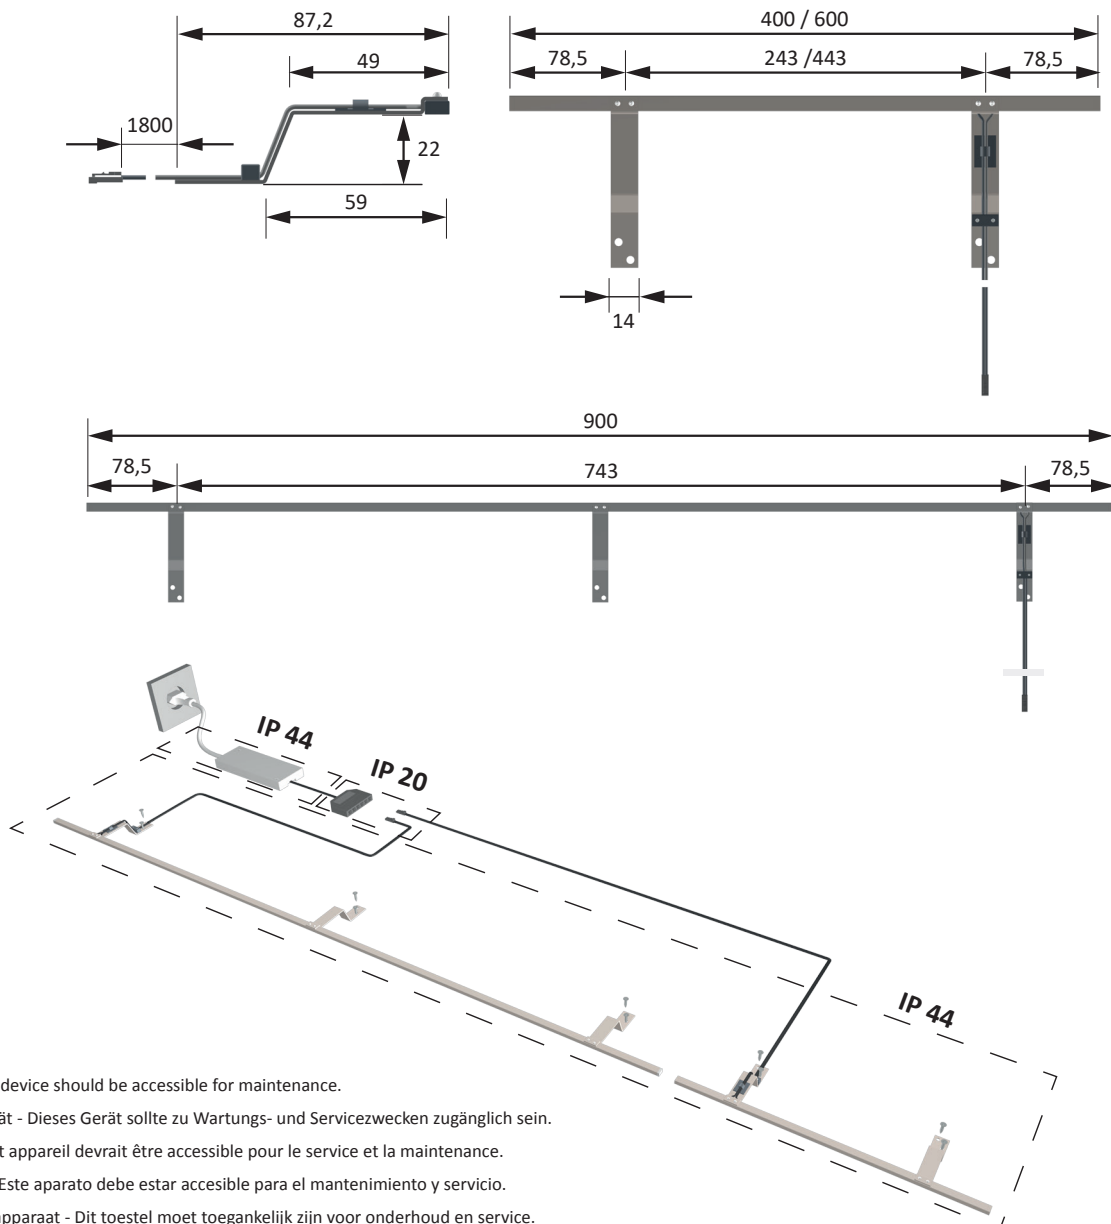 87,2
400 / 600
49
78,5
243 /443
78,5
1800
22
59
14
900
78,5
743
78,5
IP 44
IP 20
IP 44
device should be accessible for maintenance.
ät - Dieses Gerät sollte zu Wartungs- und Servicezwecken zugänglich sein.
t appareil devrait être accessible pour le service et la maintenance.
Este aparato debe estar accesible para el mantenimiento y servicio.
apparaat - Dit toestel moet toegankelijk zijn voor onderhoud en service.